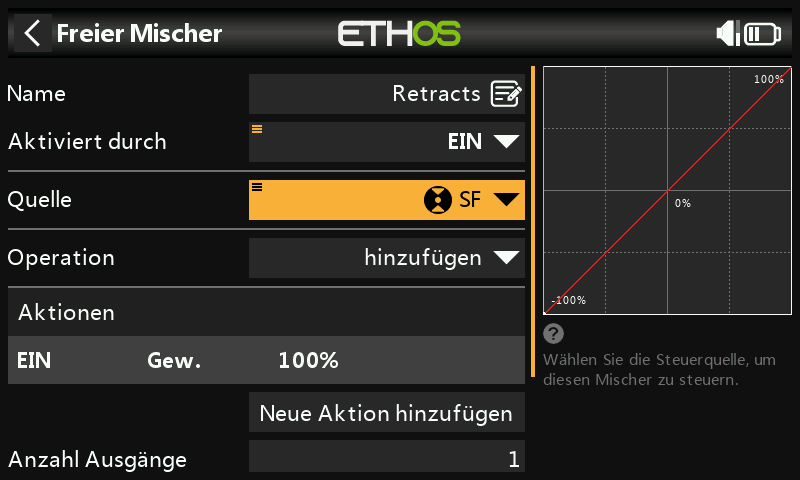 Freier Mischer
ETHOS
Name
Retracts
Aktiviert durch
EIN
Quelle
SF
Operation
hinzufügen
Aktionen
EIN Gew. 100%
Neue Aktion hinzufügen
Anzahl Ausgänge
1
100%
0%
-100%
?
Wählen Sie die Steuerquelle, um
diesen Mischer zu steuern.